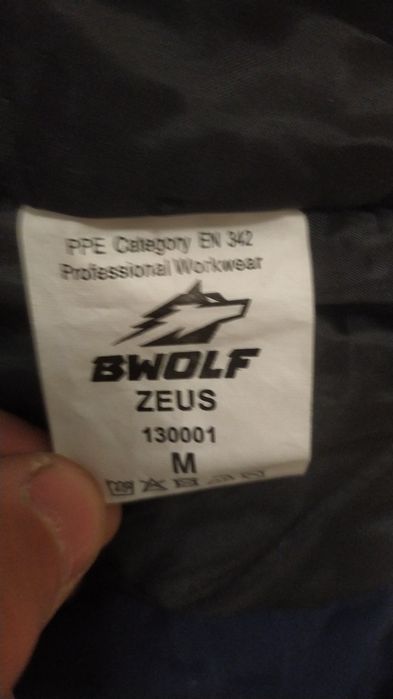 PPE Category EN 342
Professional Workwear
BWOLF
ZEUS
130001
M